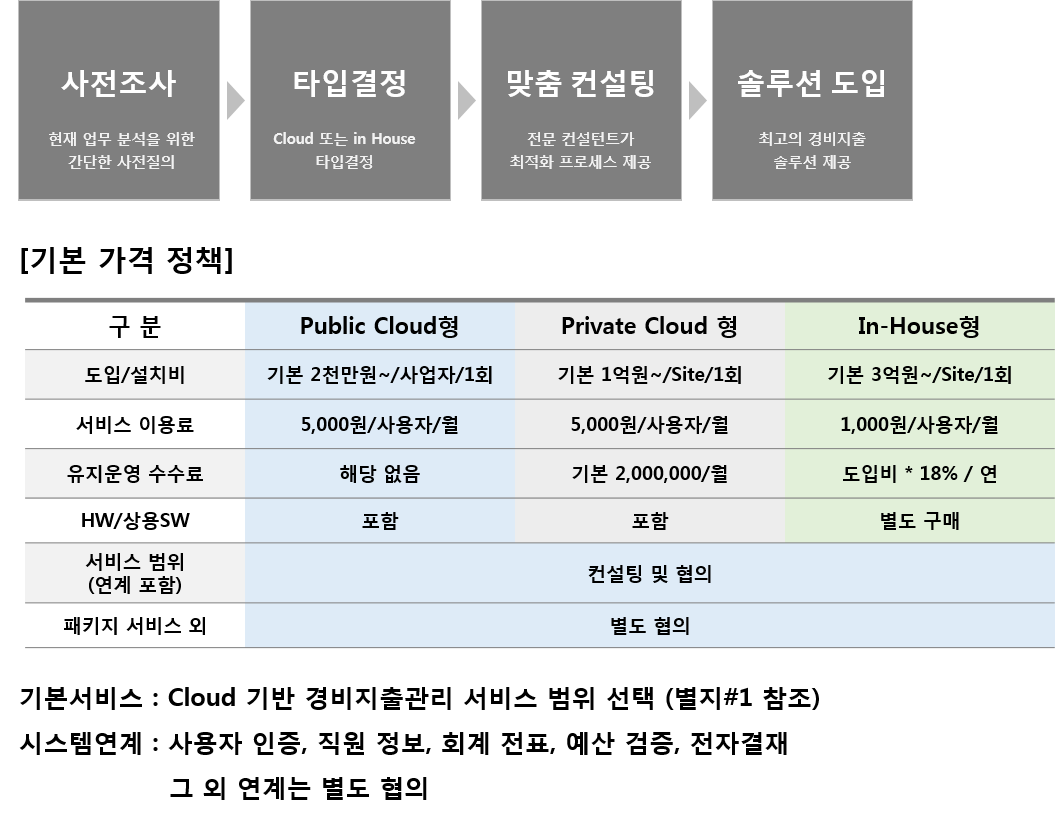 사전조사
현재 업무 분석을 위한
간단한 사전질의
타입결정
Cloud 또는 in House
타입결정
맞춤 컨설팅
전문 컨설턴트가
최적화 프로세스 제공
솔루션 도입
최고의 경비지출
솔루션 제공
[기본 가격 정책]
구 분 Public Cloud형 Private Cloud 형 In-House형
도입/설치비 기본 2천만원~/사업자/1회 기본 1억원~/Site/1회 기본 3억원~/Site/1회
서비스 이용료 5,000원/사용자/월 5,000원/사용자/월 1,000원/사용자/월
유지운영 수수료 해당 없음 기본 2,000,000/월 도입비 * 18% / 연
HW/상용SW 포함 포함 별도 구매
서비스 범위
(연계 포함) 컨설팅 및 협의
패키지 서비스 외 별도 협의
기본서비스 : Cloud 기반 경비지출관리 서비스 범위 선택 (별지#1 참조)
시스템연계 : 사용자 인증, 직원 정보, 회계 전표, 예산 검증, 전자결재
그 외 연계는 별도 협의